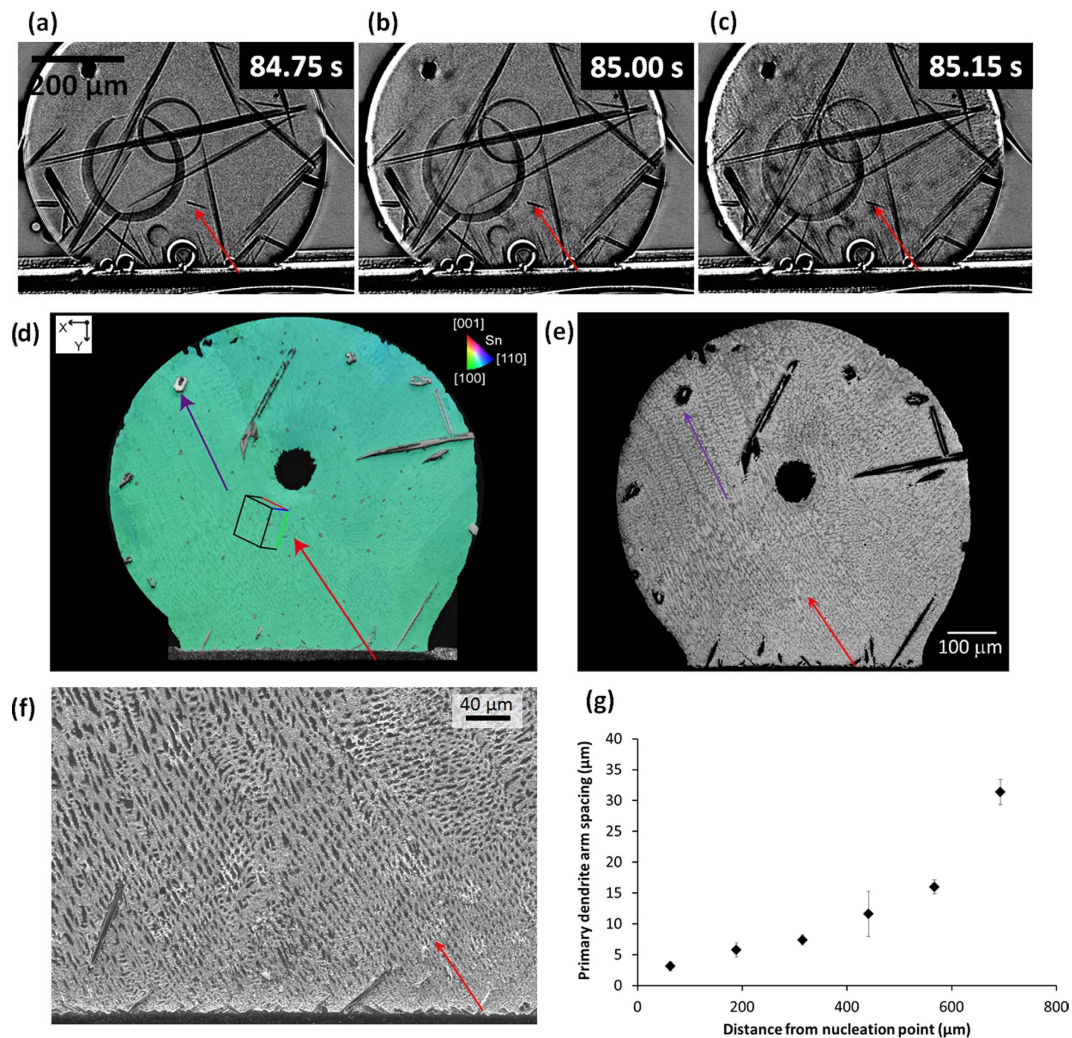 (a)
84.75 s
200 µm
(b)
85.00 s
(c)
85.15 s
(d)
X
Y
[001]
Sn
[110]
[100]
(e)
100 µm
(f)
40 µm
(g)
40
35
30
25
20
15
10
5
0
0
200
400
600
800
Primary dendrite arm spacing (µm)
Distance from nucleation point (µm)